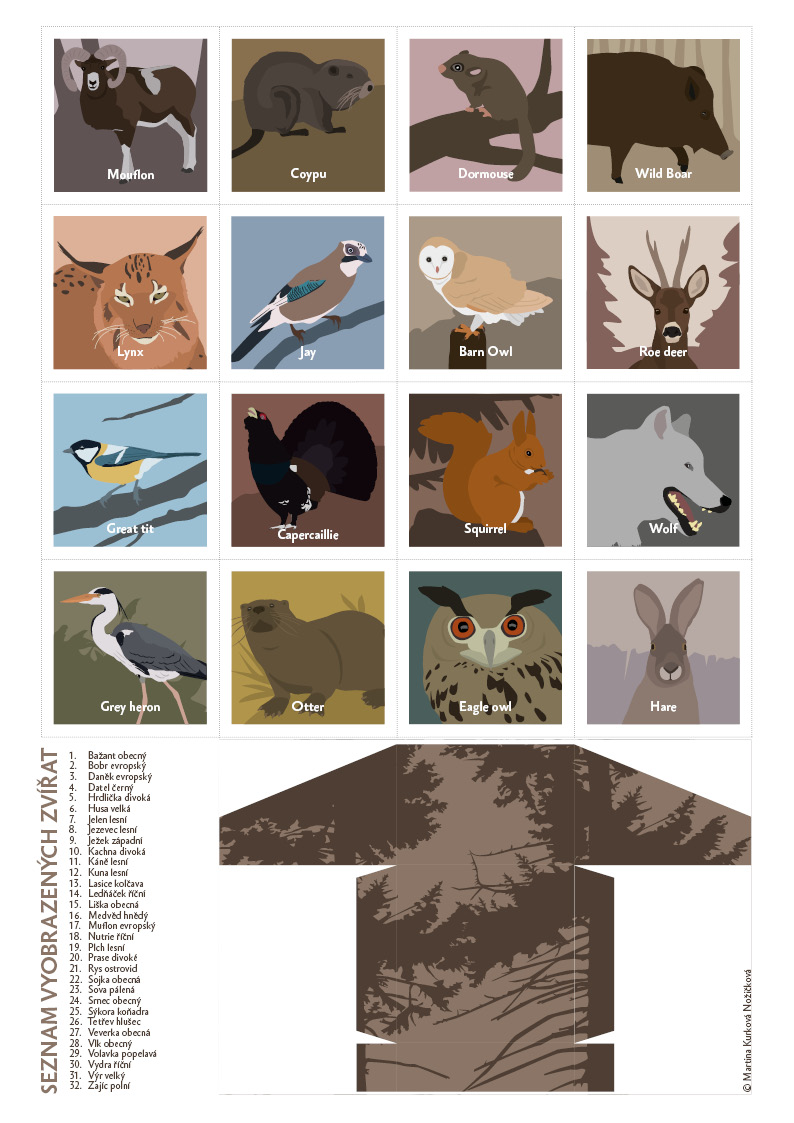 Mouflon
Coypu
Dormouse
Wild Boar
Lynx
Jay
Barn Owl
Roe deer
Great tit
Capercaillie
Squirrel
Wolf
Grey heron
Otter
Eagle owl
Hare
SEZNAM VYOBRAZENÝCH ZVÍŘAT
1. Bažant obecný
2. Bobr evropský
3. Daněk evropský
4. Datel černý
5. Hrdlička divoká
6. Husa velká
7. Jelen lesní
8. Jezevec lesní
9. Ježek západní
10. Kachna divoká
11. Káně lesní
12. Kuna lesní
13. Lasice kolčava
14. Ledňáček říční
15. Liška obecná
16. Medvěd hnědý
17. Muflon evropský
18. Nutrie říční
19. Plch lesní
20. Prase divoké
21. Rys ostrovid
22. Sojka obecná
23. Sova pálená
24. Srnec obecný
25. Sýkora koňadra
26. Tetřev hlušec
27. Veverka obecná
28. Vlk obecný
29. Volavka popelavá
30. Vydra říční
31. Výr velký
32. Zajíc polní
© Martina Kurková Nožičková